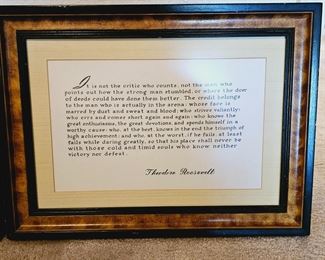 It is not the critic who counts; not the man who
points out how the strong man stumbled, or where the doer
of deeds could have done them better. The credit belongs
to the man who is actually in the arena; whose face is
marred by dust and sweat and blood; who strives valiantly;
who errs and comes short again and again; who knows the
great enthusiasms, the great devotions, and spends himself in a
worthy cause; who, at the best, knows in the end the triumph of
high achievement; and who, at the worst, if he fails, at least
fails while daring greatly, so that his place shall never be
with those cold and timid souls who know neither
victory nor defeat.
Theodore Roosevelt